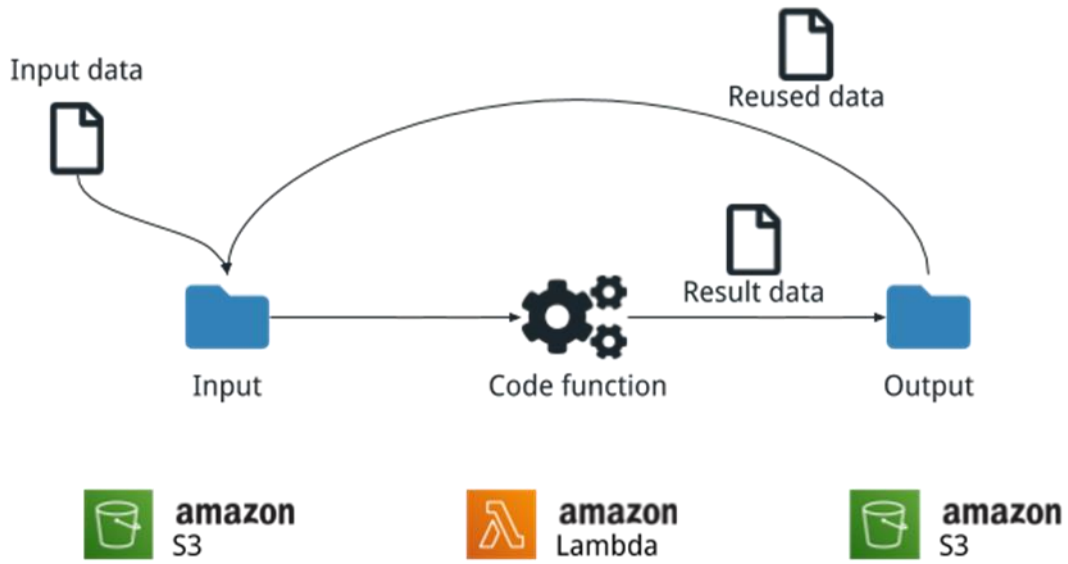 Input data
Reused data
Result data
Input
Code function
Output
amazon
S3
amazon
Lambda
amazon
S3